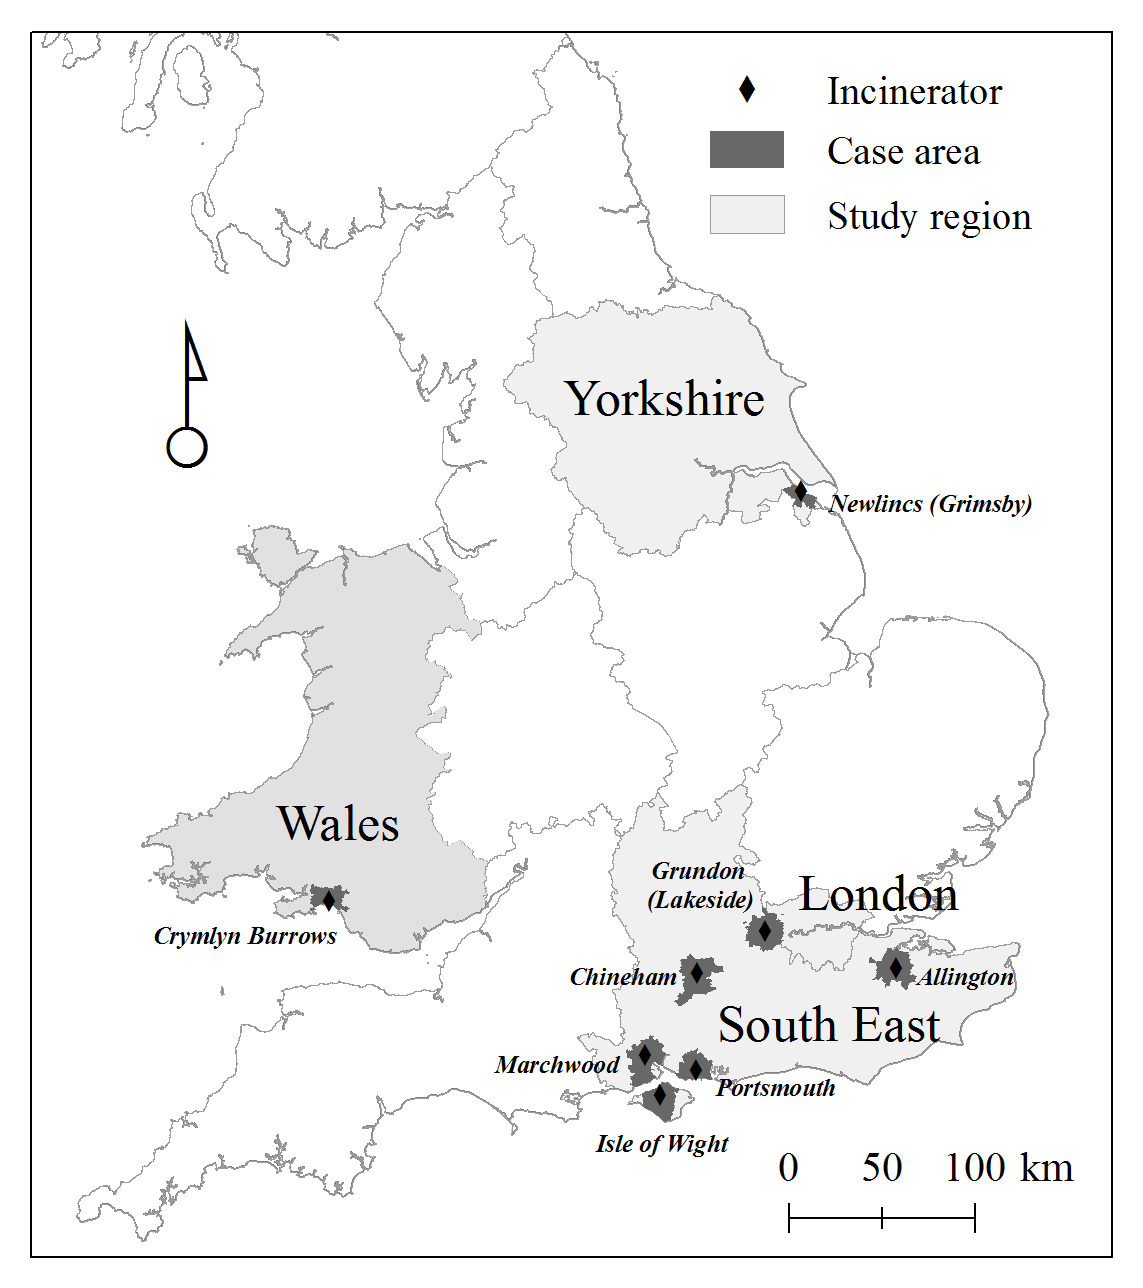 Incinerator
Case area
Study region
Yorkshire
Newlincs (Grimsby)
Wales
Grundon
(Lakeside)
London
Crymlyn Burrows
Chineham
Allington
South East
Marchwood
Portsmouth
Isle of Wight
0 50 100 km